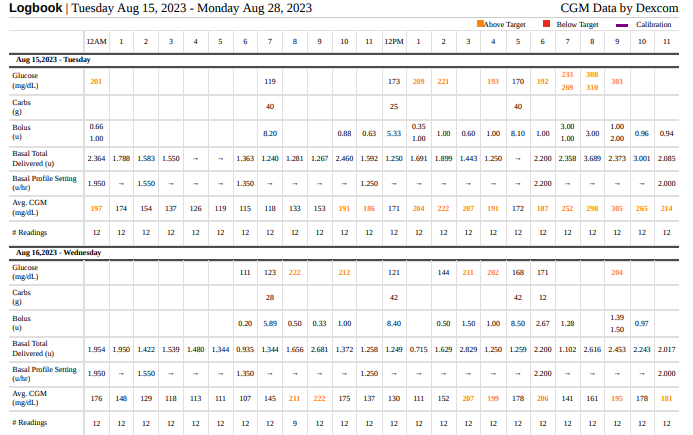 Logbook | Tuesday Aug 15, 2023 - Monday Aug 28, 2023 CGM Data by Dexcom
Above Target Below Target Calibration
12AM 1 2 3 4 5 6 7 8 9 10 11 12PM 1 2 3 4 5 6 7 8 9 10 11
Aug 15,2023 - Tuesday
Glucose (mg/dL) 201 119 173 209 221 193 170 192 233 269 308 310 303
Carbs (g) 40 25 40
Bolus (u) 0.66 1.00 8.20 0.88 0.63 5.33 0.35 1.00 1.00 0.60 1.00 8.10 1.00 3.00 1.00 3.00 1.00 2.00 0.96 0.94
Basal Total Delivered (u) 2.364 1.788 1.583 1.550 → → 1.363 1.240 1.281 1.267 2.460 1.592 1.250 1.691 1.899 1.443 1.250 → 2.200 2.358 3.689 2.373 3.001 2.085
Basal Profile Setting (u/hr) 1.950 → 1.550 → → → 1.350 → → → → 1.250 → → → → → → 2.200 → → → → 2.000
Avg. CGM (mg/dL) 197 174 154 137 126 119 115 118 133 153 191 186 171 204 222 207 191 172 187 252 298 305 265 214
# Readings 12 12 12 12 12 12 12 12 12 12 12 12 12 12 12 12 12 12 12 12 12 12 12 12
Aug 16,2023 - Wednesday
Glucose (mg/dL) 111 123 222 212 121 144 211 202 168 171 204
Carbs (g) 28 42 42 12
Bolus (u) 0.20 5.89 0.50 0.33 1.00 8.40 0.50 1.50 1.00 8.50 2.67 1.28 1.39 1.50 0.97
Basal Total Delivered (u) 1.954 1.950 1.422 1.539 1.480 1.344 0.935 1.344 1.656 2.681 1.372 1.258 1.249 0.715 1.629 2.829 1.250 1.259 2.200 1.102 2.616 2.453 2.243 2.017
Basal Profile Setting (u/hr) 1.950 → 1.550 → → → 1.350 → → → → 1.250 → → → → → → 2.200 → → → → 2.000
Avg. CGM (mg/dL) 176 148 129 118 113 111 107 145 211 222 175 137 130 111 152 207 199 178 206 141 161 195 178 181
# Readings 12 12 12 12 12 12 12 12 9 12 12 12 12 12 12 12 12 12 12 12 12 12 12 12